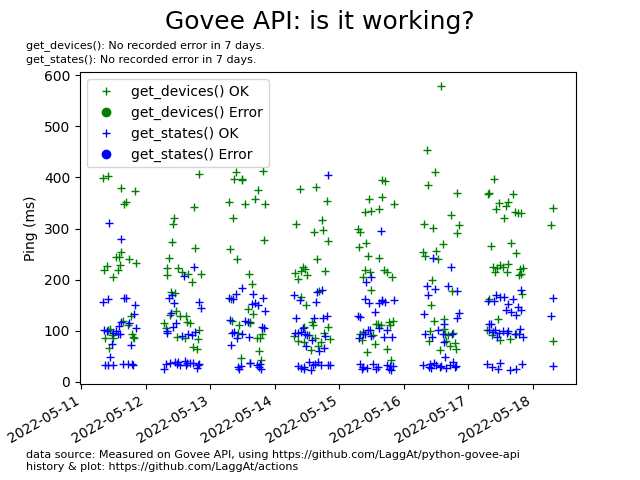 Govee API: is it working?
get_devices(): No recorded error in 7 days.
get_states(): No recorded error in 7 days.
600
500
400
300
200
100
0
Ping (ms)
get_devices() OK
get_devices() Error
get_states() OK
get_states() Error
2022-05-11
2022-05-12
2022-05-13
2022-05-14
2022-05-15
2022-05-16
2022-05-17
2022-05-18
data source: Measured on Govee API, using https://github.com/LaggAt/python-govee-api
history & plot: https://github.com/LaggAt/actions